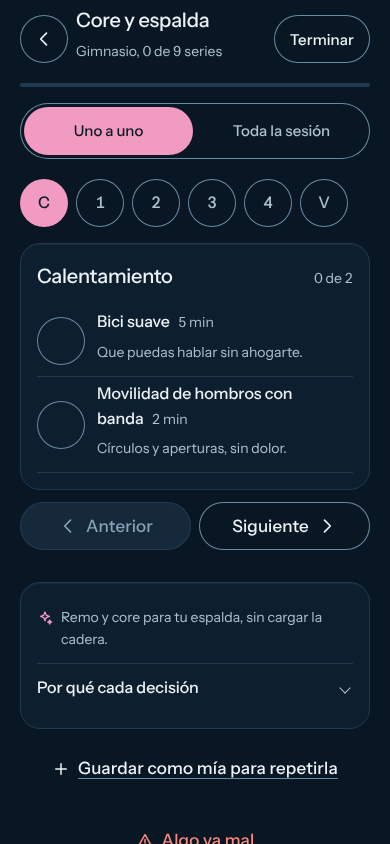 Core y espalda
Gimnasio, 0 de 9 series
Terminar
Uno a uno
Toda la sesión
C 1 2 3 4 V
Calentamiento
0 de 2
Bici suave 5 min
Que puedas hablar sin ahogarte.
Movilidad de hombros con
banda 2 min
Círculos y aperturas, sin dolor.
Anterior
Siguiente
Remo y core para tu espalda, sin cargar la
cadera.
Por qué cada decisión
Guardar como mía para repetirla
Algo va mal